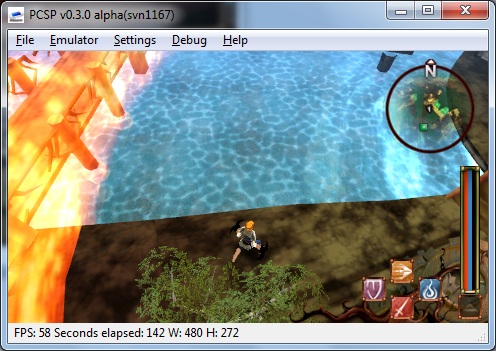 PCSP v0.3.0 alpha(svn1167)
File Emulator Settings Debug Help
N
FPS: 58 Seconds elapsed: 142 W: 480 H: 272